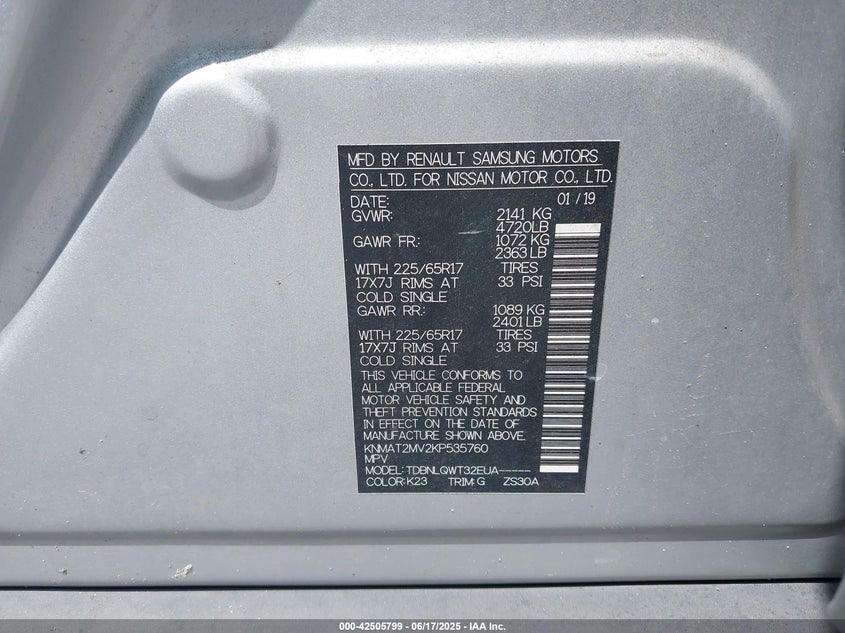 MFD BY RENAULT SAMSUNG MOTORS
CO., LTD. FOR NISSAN MOTOR CO., LTD.
DATE: 01 / 19
GVWR: 2141 KG
4720LB
GAWR FR.: 1072 KG
2363 LB
WITH 225/65R17 TIRES
17X7J RIMS AT 33 PSI
COLD SINGLE
GAWR RR.: 1089 KG
2401 LB
WITH 225/65R17 TIRES
17X7J RIMS AT 33 PSI
COLD SINGLE
THIS VEHICLE CONFORMS TO
ALL APPLICABLE FEDERAL
MOTOR VEHICLE SAFETY AND
THEFT PREVENTION STANDARDS
IN EFFECT ON THE DATE OF
MANUFACTURE SHOWN ABOVE.
KNMAT2MV2KP535760
MPV
MODEL: TDBNLQWT32EUA-----
COLOR: K23 TRIM: G ZS30A
000-42505799 - 06/17/2025 - IAA Inc.